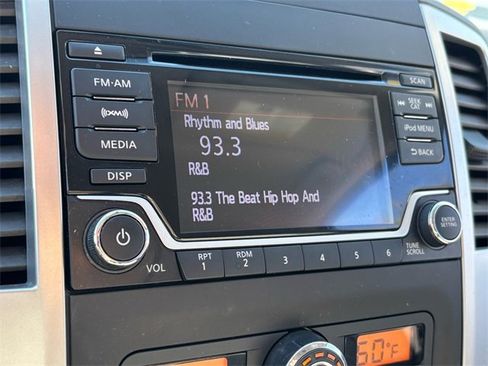 FM·AM
SCAN
FM 1
SEEK
CAT
(((XM)))
Rhythm and Blues
iPod MENU
93.3
MEDIA
BACK
R&B
DISP
93.3 The Beat Hip Hop And
R&B
ENTER
SETTING
VOL
RPT
1
RDM
2
3
4
5
6
TUNE
SCROLL
60°F